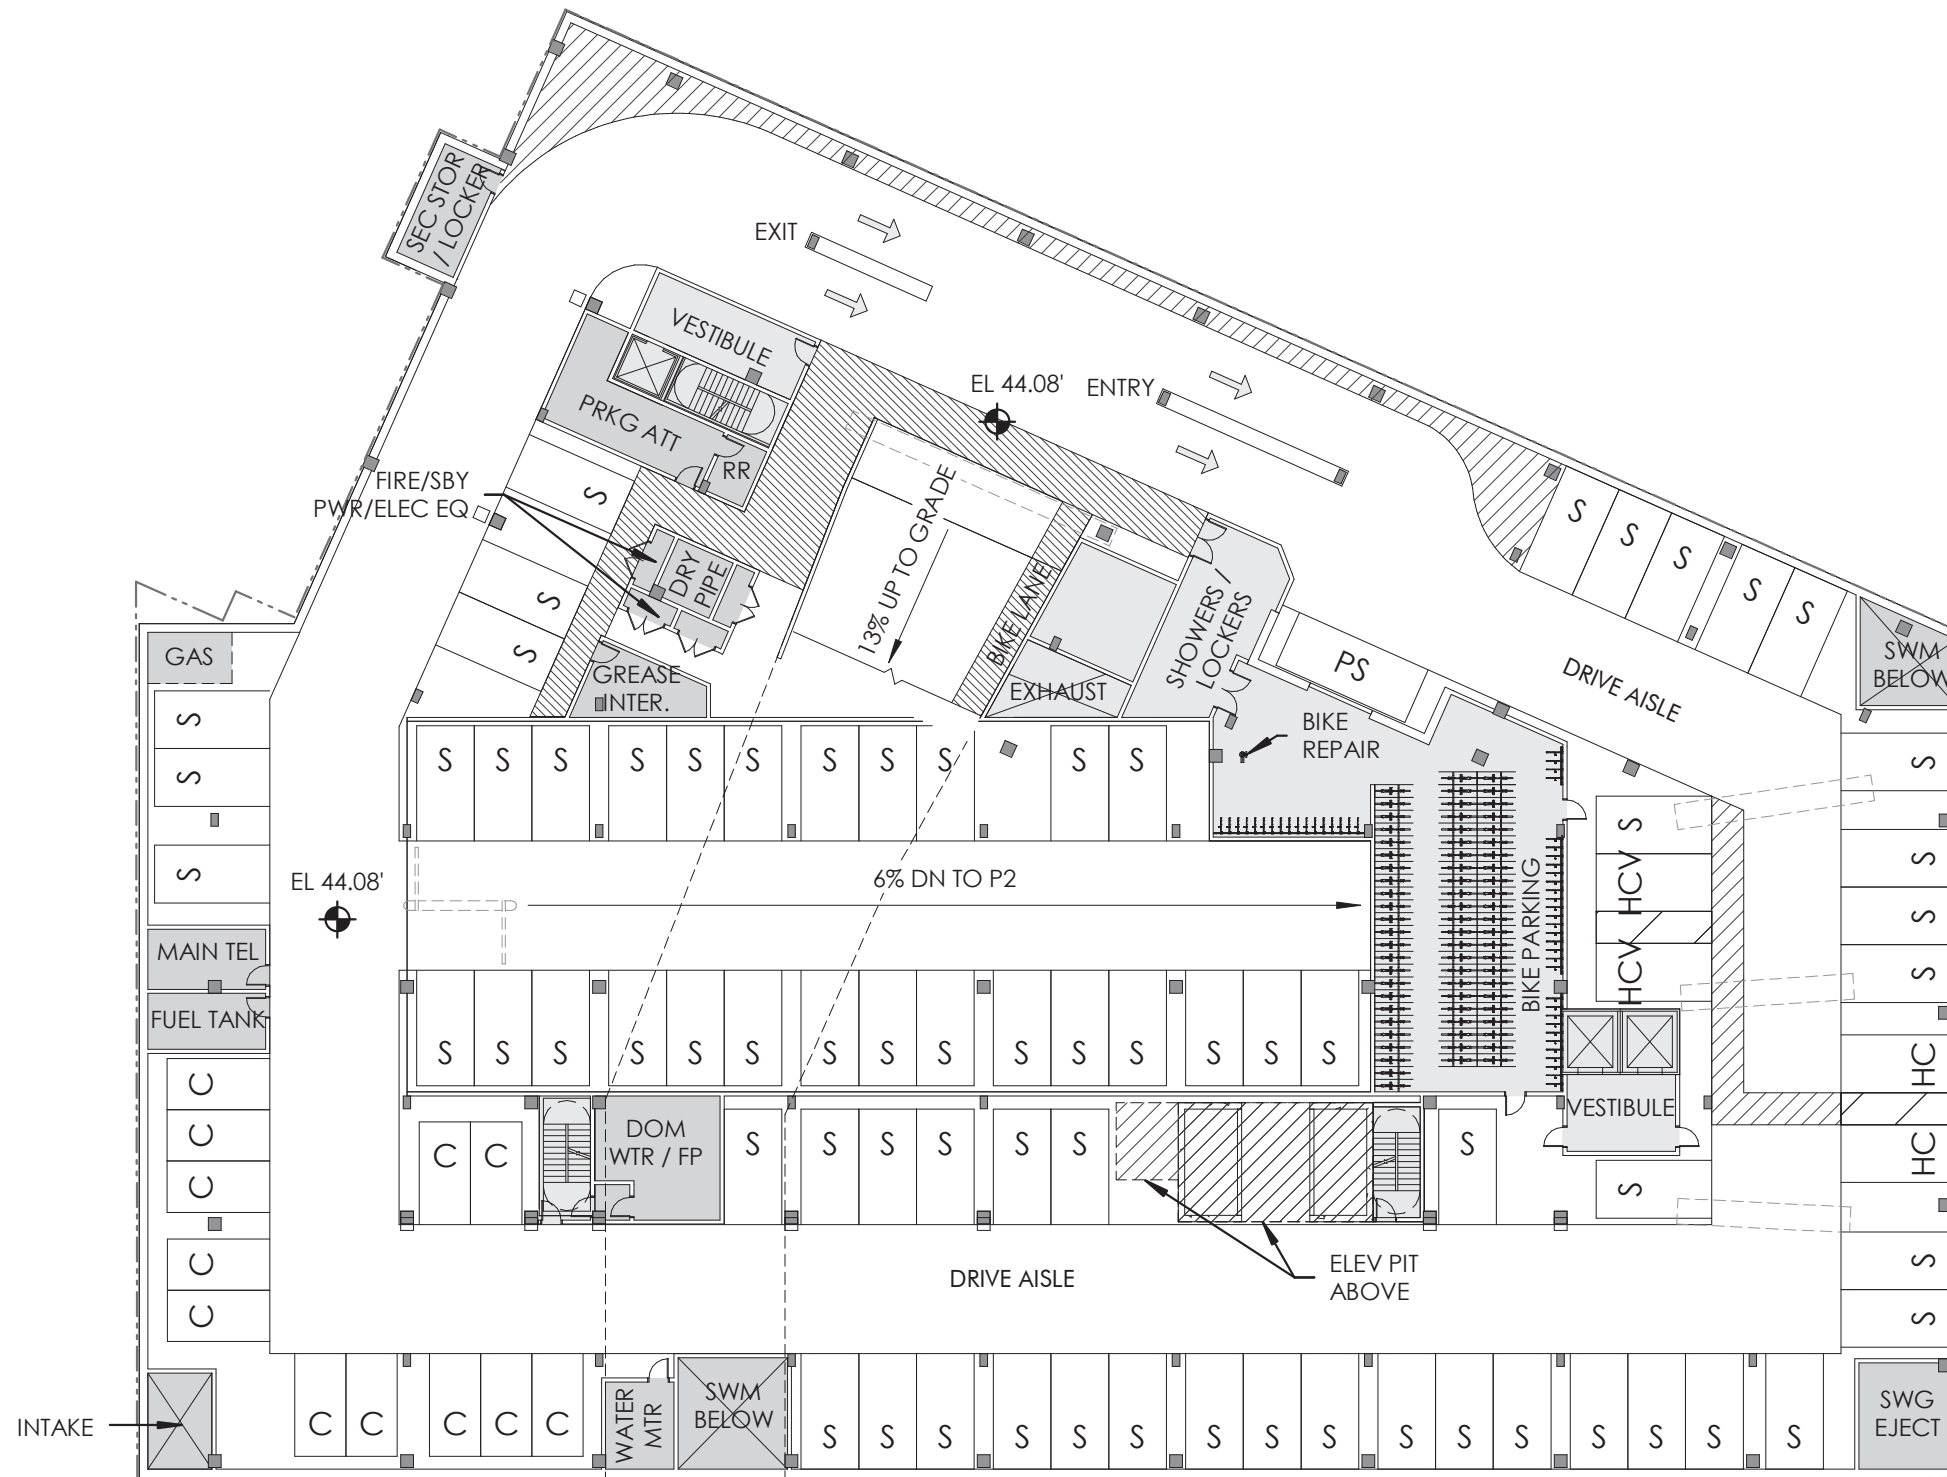 SEC STOR
/ LOCKER
EXIT
VESTIBULE
EL 44.08'
ENTRY
PRKG ATT
RR
FIRE/SBY
PWR/ELEC EQ
S
S S S S S
DRY
PIPE
13% UP TO GRADE
BIKE LANE
SHOWERS /
LOCKERS
S
S
GAS
GREASE
INTER.
EXHAUST
PS
DRIVE AISLE
SWM
BELOW
S
S
S
BIKE
REPAIR
S S S S S S S S S S S
S
S
S
S
S
EL 44.08'
6% DN TO P2
HCV
HCV
BIKE PARKING
MAIN TEL
FUEL TANK
S S S S S S S S S S S S S S S
HC
HC
C
C
C
C
C
C C
DOM
WTR / FP
S S S S S S S
VESTIBULE
S
DRIVE AISLE
ELEV PIT
ABOVE
S
S
INTAKE
C C C C C
WATER
MTR
SWM
BELOW
S S S S S S S S S S S S S S S S
SWG
EJECT